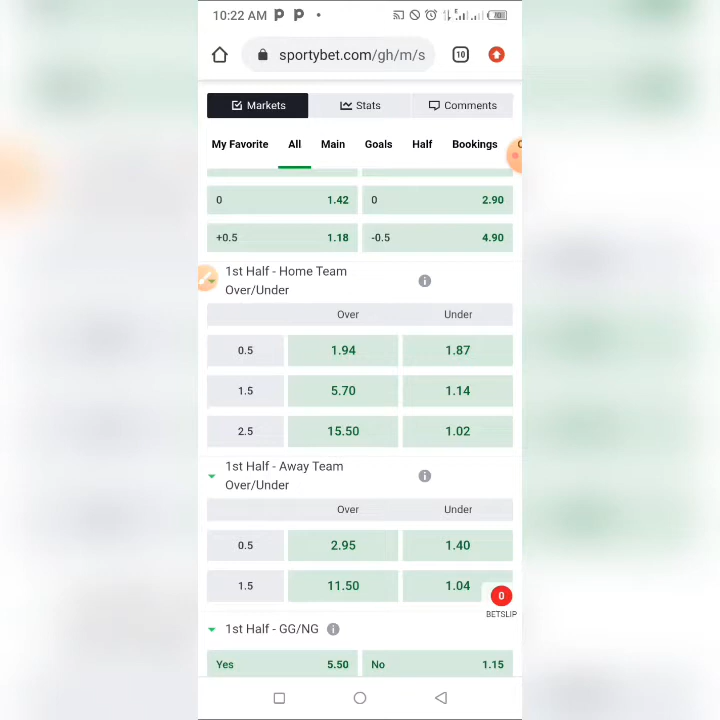 10:22 AM P P
sportybet.com/gh/m/s
10
Markets Stats Comments
My Favorite All Main Goals Half Bookings
0 1.42 0 2.90
+0.5 1.18 -0.5 4.90
1st Half - Home Team
Over/Under
Over Under
0.5 1.94 1.87
1.5 5.70 1.14
2.5 15.50 1.02
1st Half - Away Team
Over/Under
Over Under
0.5 2.95 1.40
1.5 11.50 1.04
0
BETSLIP
1st Half - GG/NG
Yes 5.50 No 1.15